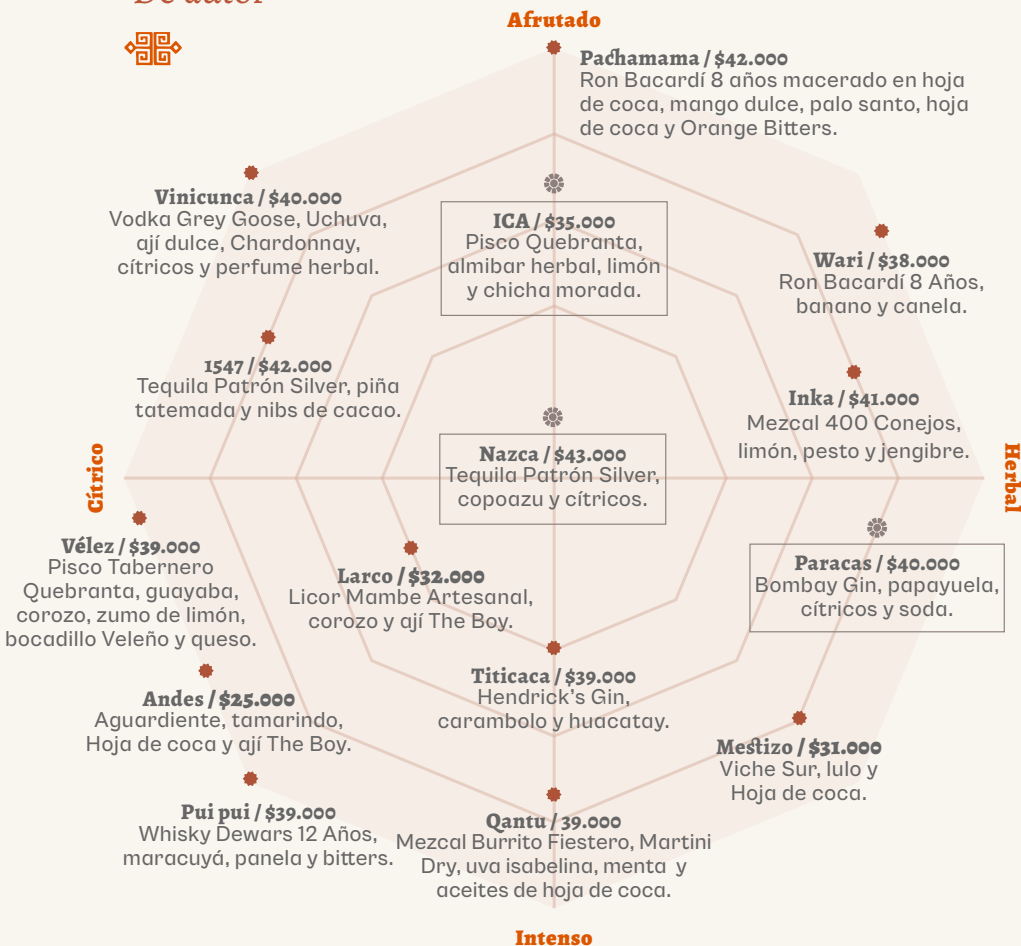 De autor
Afrutado
Pachamama / $42.000
Ron Bacardí 8 años macerado en hoja
de coca, mango dulce, palo santo, hoja
de coca y Orange Bitters.
Vinicunca / $40.000
Vodka Grey Goose, Uchuva,
ají dulce, Chardonnay,
cítricos y perfume herbal.
ICA / $35.000
Pisco Quebranta,
almibar herbal, limón
y chicha morada.
Wari / $38.000
Ron Bacardí 8 Años,
banano y canela.
1547 / $42.000
Tequila Patrón Silver, piña
tatemada y nibs de cacao.
Inka / $41.000
Mezcal 400 Conejos,
limón, pesto y jengibre.
Cítrico
Nazca / $43.000
Tequila Patrón Silver,
copoazu y cítricos.
Herbal
Vélez / $39.000
Pisco Tabernero
Quebranta, guayaba,
corozo, zumo de limón,
bocadillo Veleño y queso.
Larco / $32.000
Licor Mambe Artesanal,
corozo y ají The Boy.
Paracas / $40.000
Bombay Gin, papayuela,
cítricos y soda.
Andes / $25.000
Aguardiente, tamarindo,
Hoja de coca y ají The Boy.
Titicaca / $39.000
Hendrick's Gin,
carambolo y huacatay.
Mestizo / $31.000
Viche Sur, lulo y
Hoja de coca.
Pui pui / $39.000
Whisky Dewars 12 Años,
maracuyá, panela y bitters.
Qantu / 39.000
Mezcal Burrito Fiestero, Martini
Dry, uva isabelina, menta y
aceites de hoja de coca.
Intenso